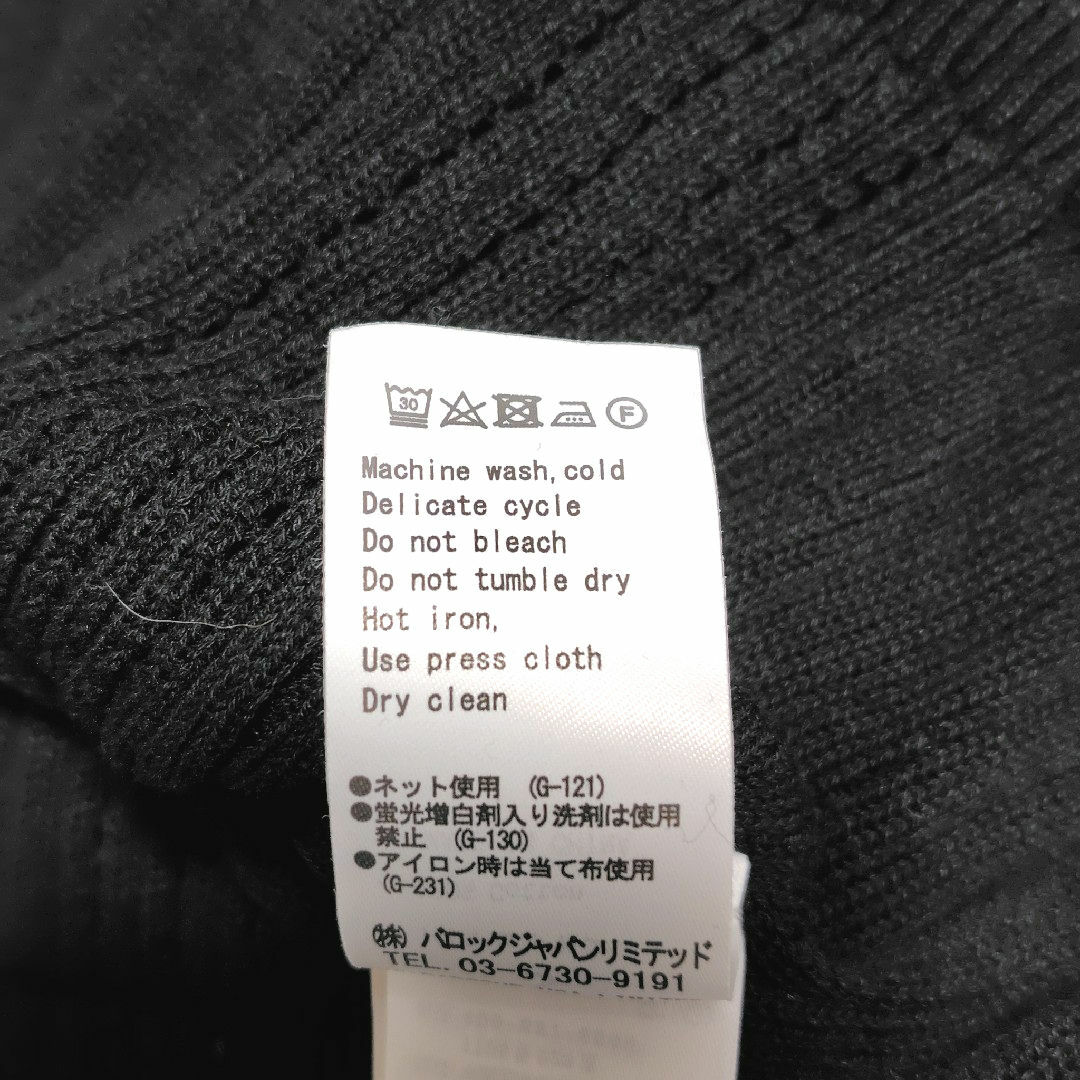 30
F
Machine wash,cold
Delicate cycle
Do not bleach
Do not tumble dry
Hot iron,
Use press cloth
Dry clean
●ネット使用 (G-121)
●蛍光増白剤入り洗剤は使用
禁止 (G-130)
●アイロン時は当て布使用
(G-231)
㈱ バロックジャパンリミテッド
TEL. 03-6730-9191